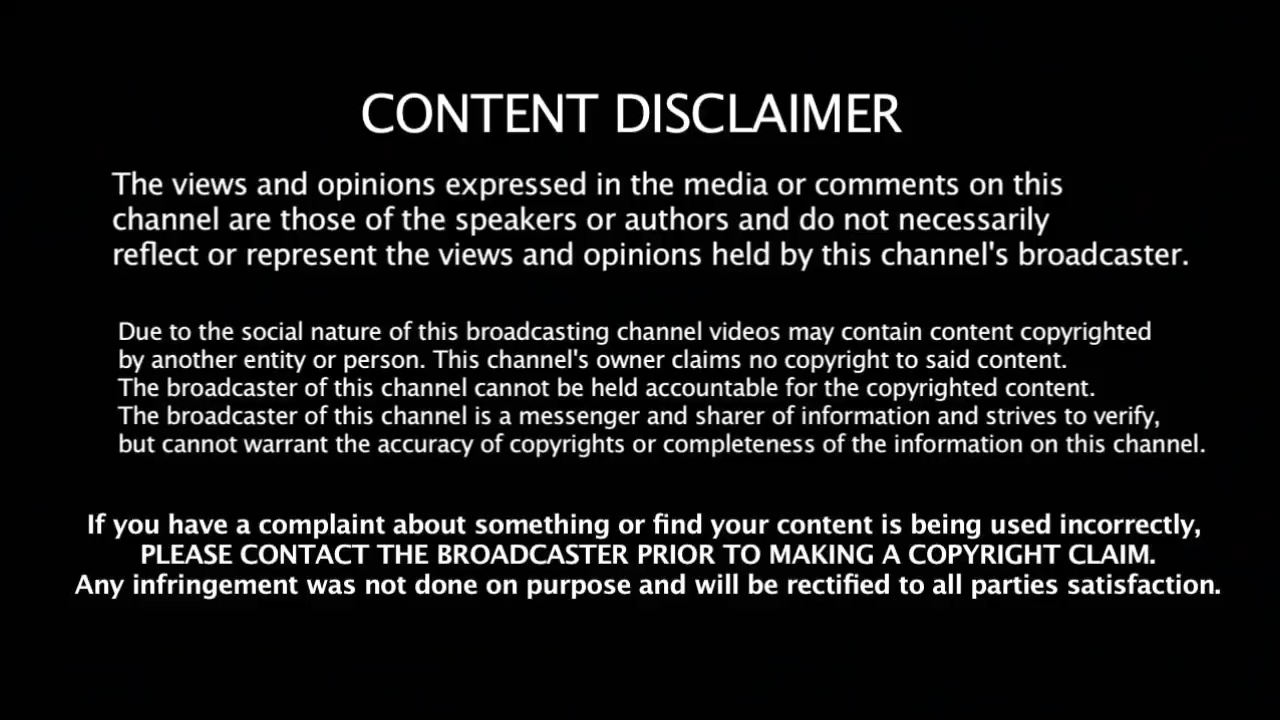 CONTENT DISCLAIMER
The views and opinions expressed in the media or comments on this
channel are those of the speakers or authors and do not necessarily
reflect or represent the views and opinions held by this channel's broadcaster.
Due to the social nature of this broadcasting channel videos may contain content copyrighted
by another entity or person. This channel's owner claims no copyright to said content.
The broadcaster of this channel cannot be held accountable for the copyrighted content.
The broadcaster of this channel is a messenger and sharer of information and strives to verify,
but cannot warrant the accuracy of copyrights or completeness of the information on this channel.
If you have a complaint about something or find your content is being used incorrectly,
PLEASE CONTACT THE BROADCASTER PRIOR TO MAKING A COPYRIGHT CLAIM.
Any infringement was not done on purpose and will be rectified to all parties satisfaction.